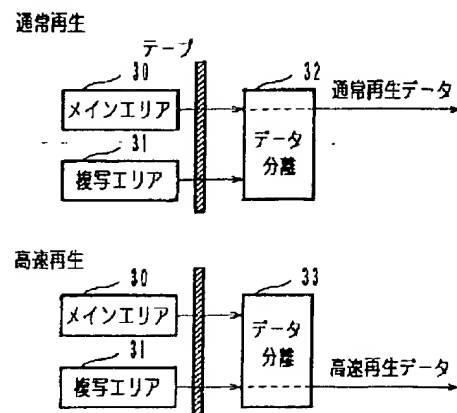 通常再生
テープ
30
32
メインエリア
通常再生データ
31
データ
分離
複写エリア
高速再生
30
33
メインエリア
データ
分離
31
複写エリア
高速再生データ